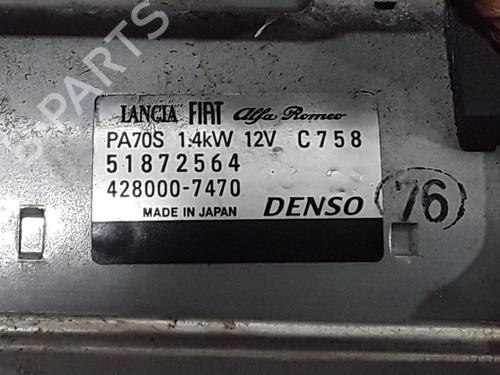 B-PARTS
LANCIA FIAT Alfa Romeo
PA70S 1.4kW 12V C758
51872564
428000-7470
MADE IN JAPAN DENSO
76